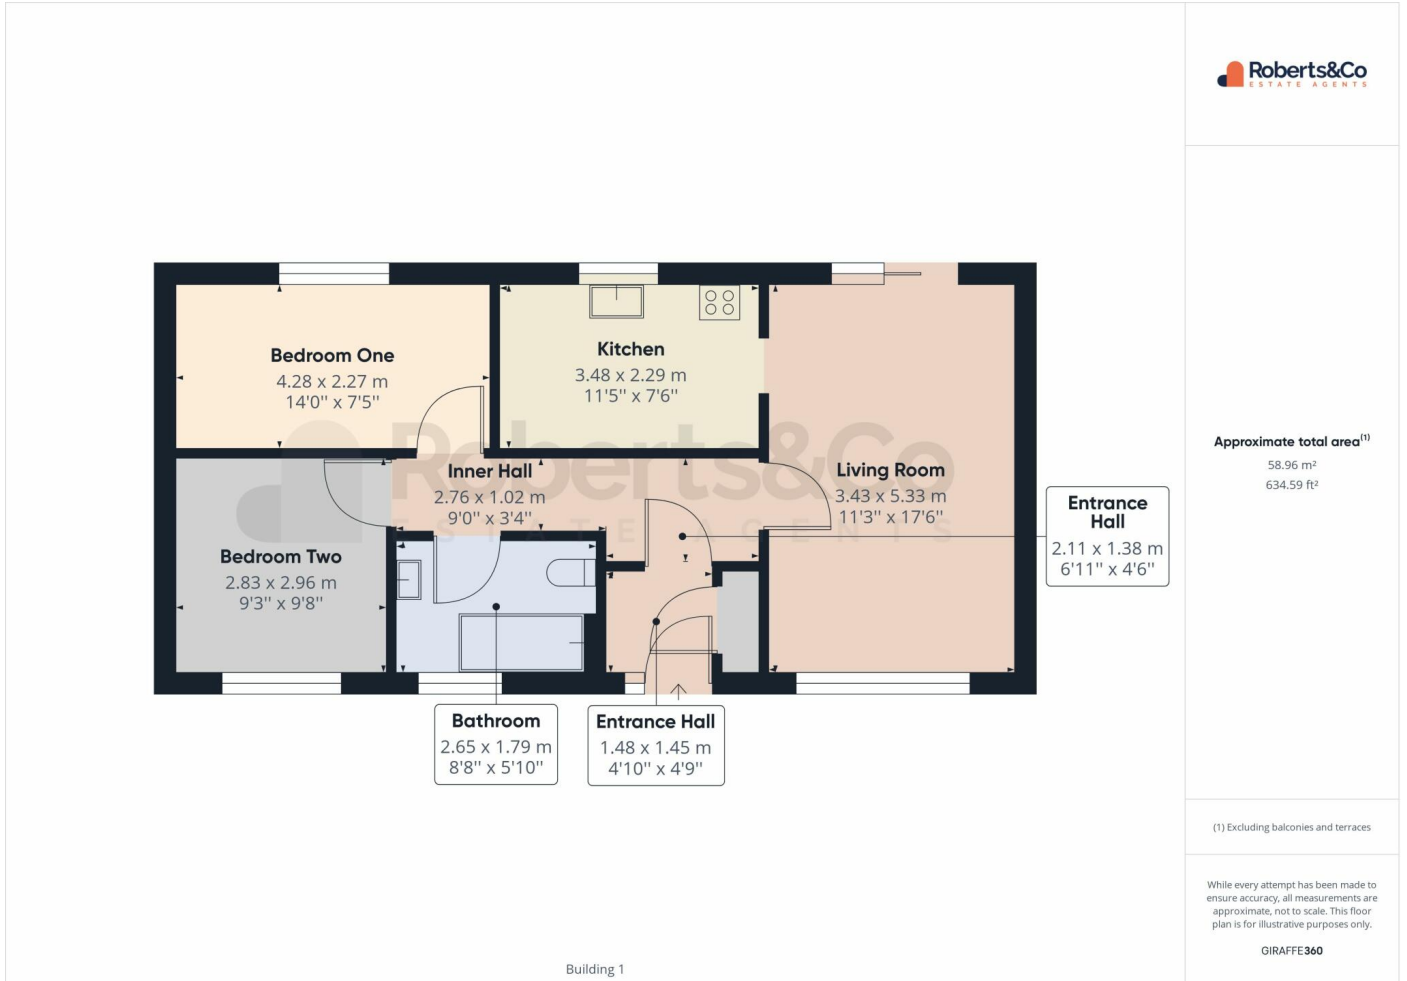 Roberts&Co
ESTATE AGENTS
Bedroom One
4.28 x 2.27 m
14'0'' x 7'5''
Kitchen
3.48 x 2.29 m
11'5'' x 7'6''
Roberts&Co
ESTATE AGENTS
Inner Hall
2.76 x 1.02 m
9'0'' x 3'4''
Living Room
3.43 x 5.33 m
11'3'' x 17'6''
Entrance
Hall
2.11 x 1.38 m
6'11'' x 4'6''
Bedroom Two
2.83 x 2.96 m
9'3'' x 9'8''
Bathroom
2.65 x 1.79 m
8'8'' x 5'10''
Entrance Hall
1.48 x 1.45 m
4'10'' x 4'9''
Building 1
Approximate total area(1)
58.96 m²
634.59 ft²
(1) Excluding balconies and terraces
While every attempt has been made to
ensure accuracy, all measurements are
approximate, not to scale. This floor
plan is for illustrative purposes only.
GIRAFFE360